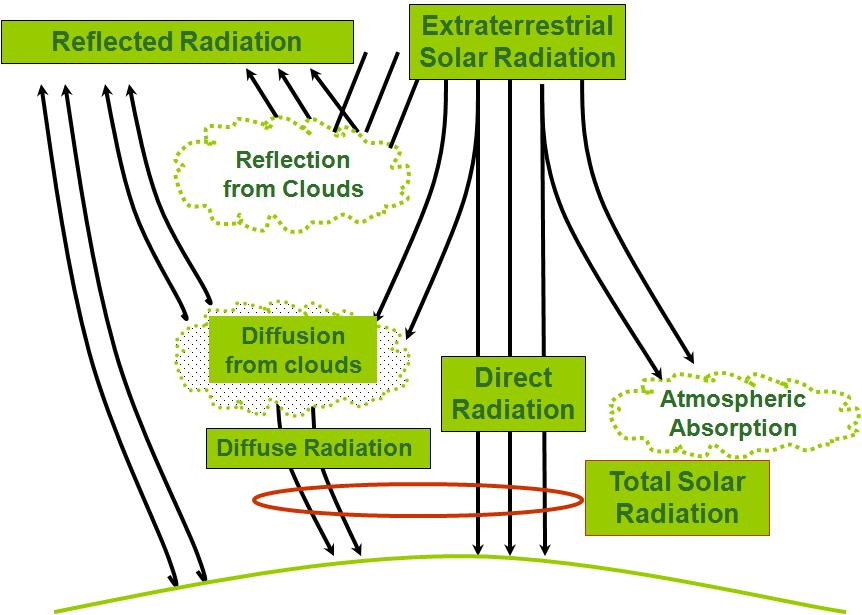 Reflected Radiation
Extraterrestrial
Solar Radiation
Reflection
from Clouds
Diffusion
from clouds
Direct
Radiation
Atmospheric
Absorption
Diffuse Radiation
Total Solar
Radiation